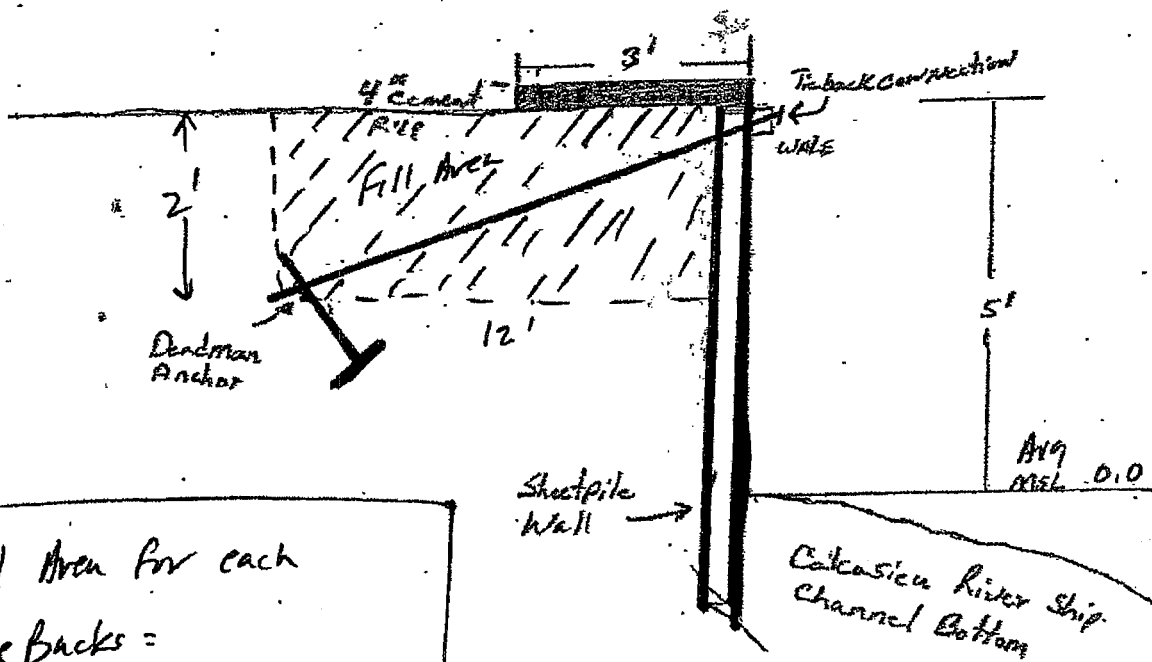 3'
Tieback Connection
4" Cement
Fill Area
WALE
2'
5'
12'
Deadman
Anchor
Sheetpile
Wall
Avg
MSL 0.0
Calcasieu River Ship
Channel Bottom
Area for each
Backs =